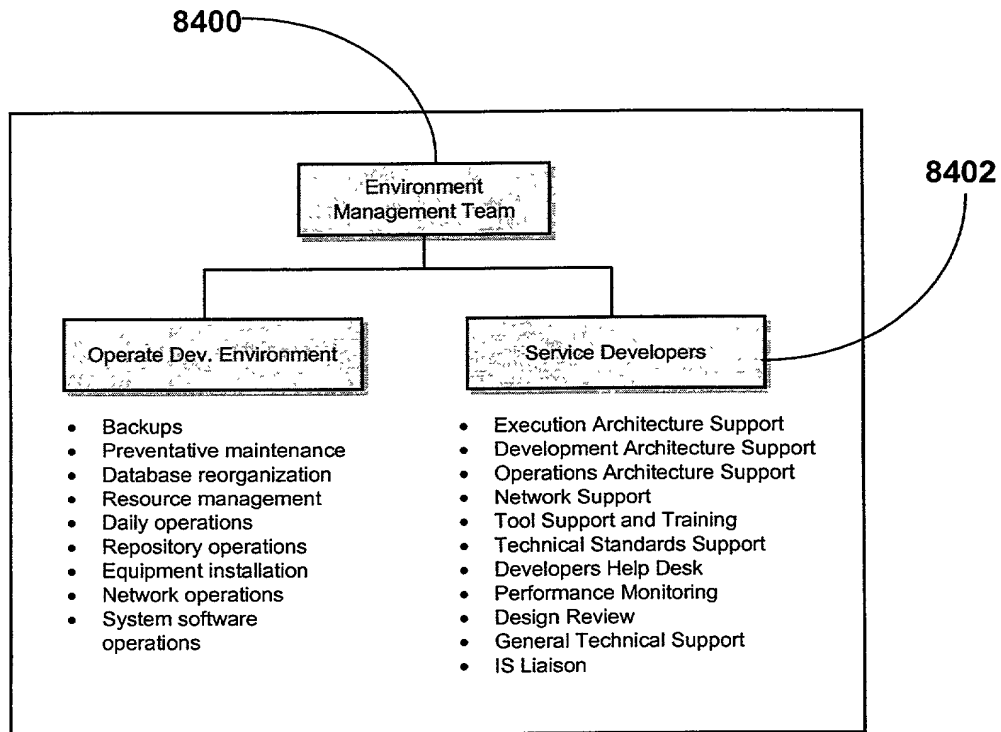 8400
8402
Environment
Management Team
Operate Dev. Environment
• Backups
• Preventative maintenance
• Database reorganization
• Resource management
• Daily operations
• Repository operations
• Equipment installation
• Network operations
• System software
operations
Service Developers
• Execution Architecture Support
• Development Architecture Support
• Operations Architecture Support
• Network Support
• Tool Support and Training
• Technical Standards Support
• Developers Help Desk
• Performance Monitoring
• Design Review
• General Technical Support
• IS Liaison